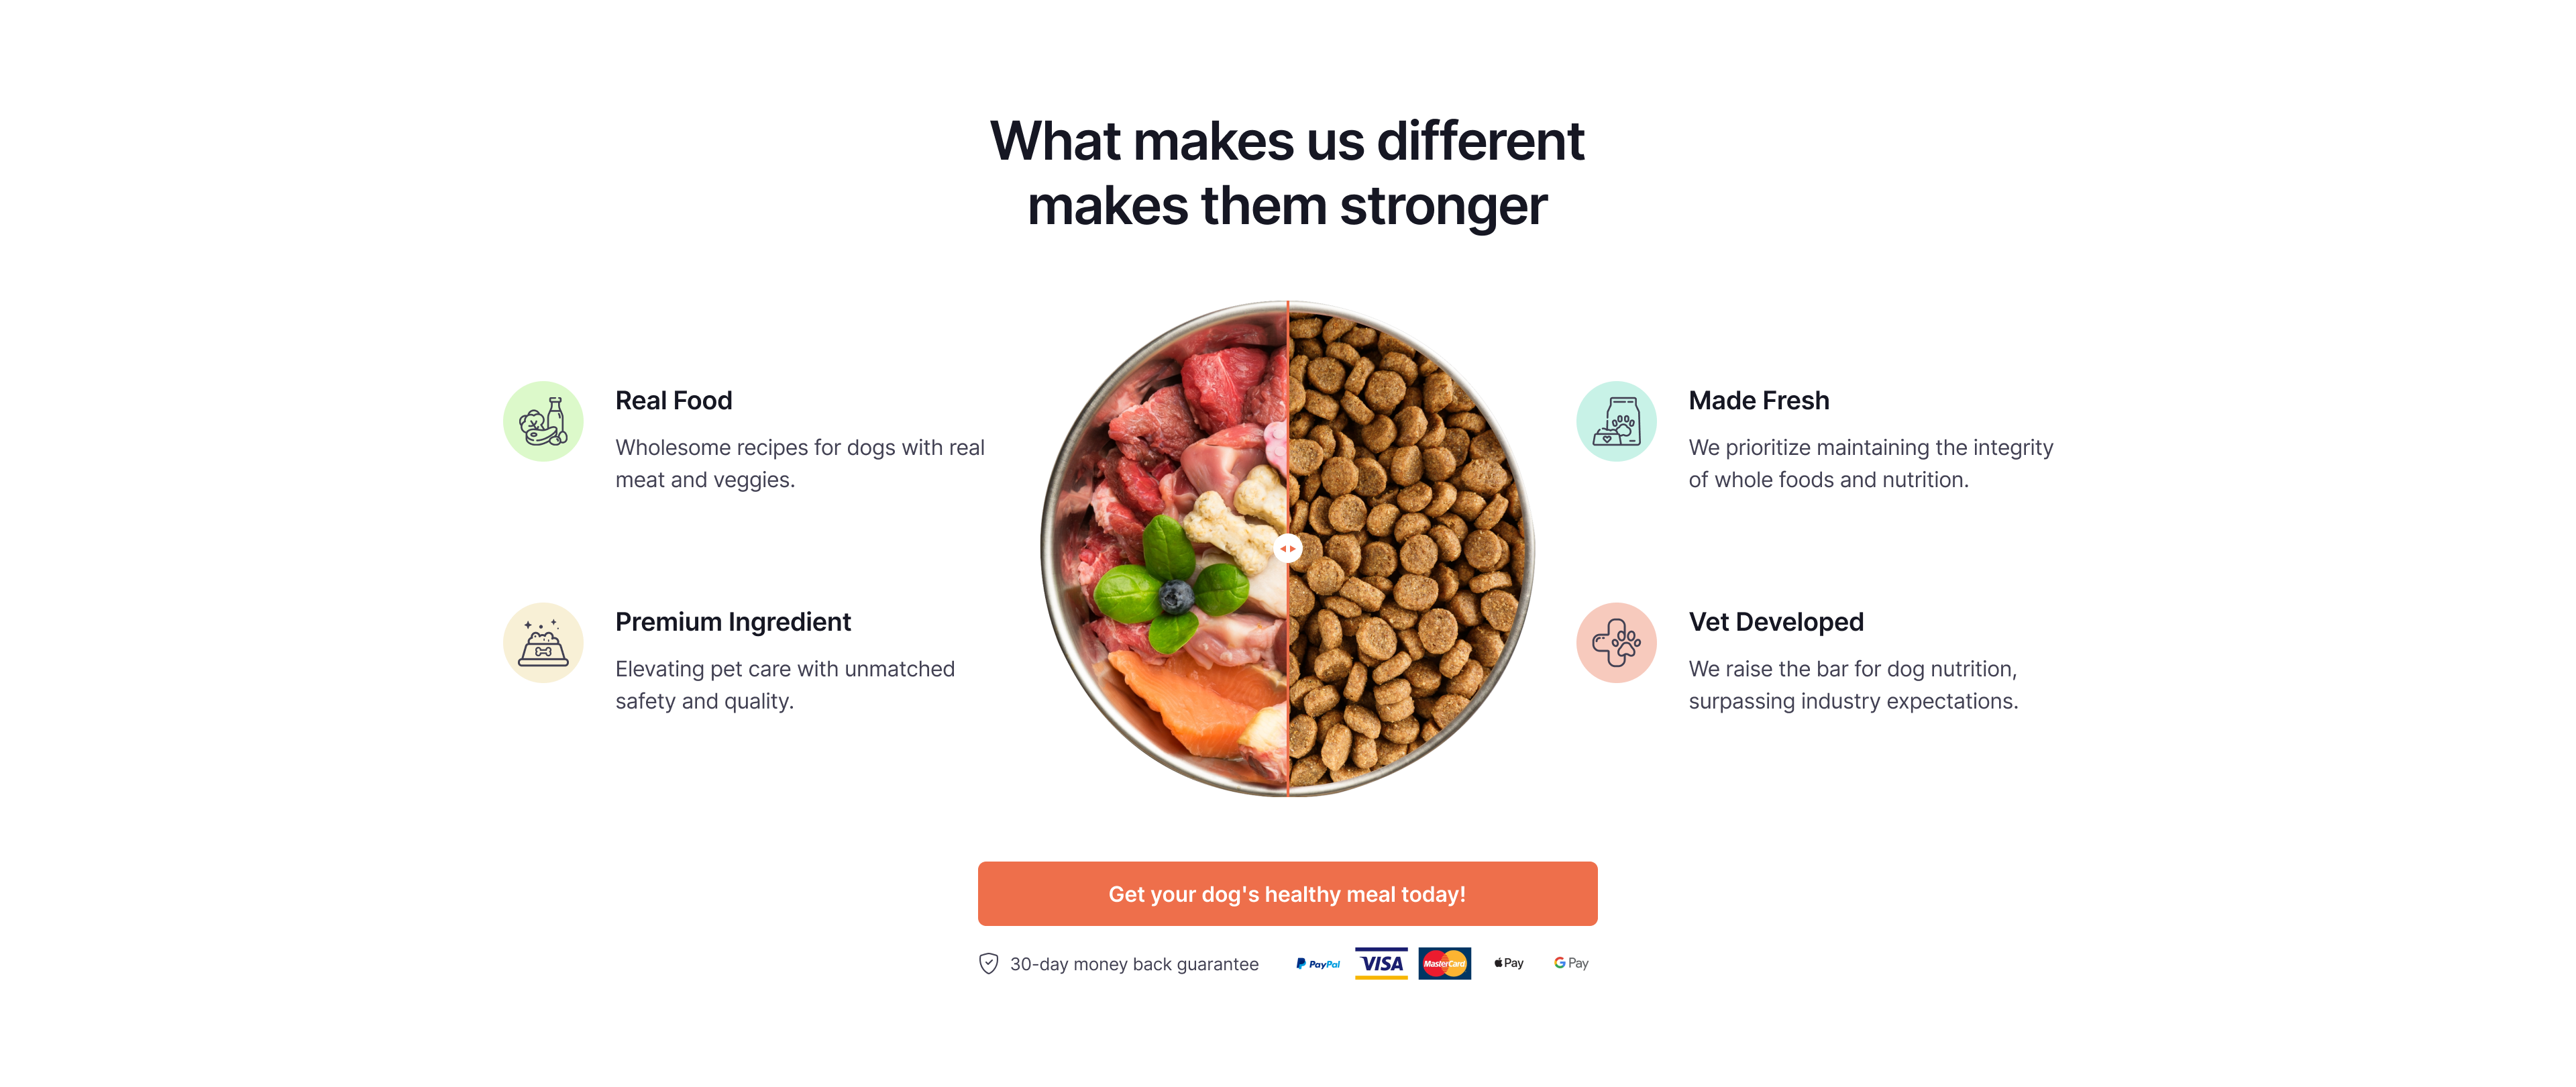 What makes us different
makes them stronger
Real Food
Wholesome recipes for dogs with real
meat and veggies.
Premium Ingredient
Elevating pet care with unmatched
safety and quality.
Made Fresh
We prioritize maintaining the integrity
of whole foods and nutrition.
Vet Developed
We raise the bar for dog nutrition,
surpassing industry expectations.
Get your dog's healthy meal today!
30-day money back guarantee
PayPal VISA MasterCard Pay G Pay